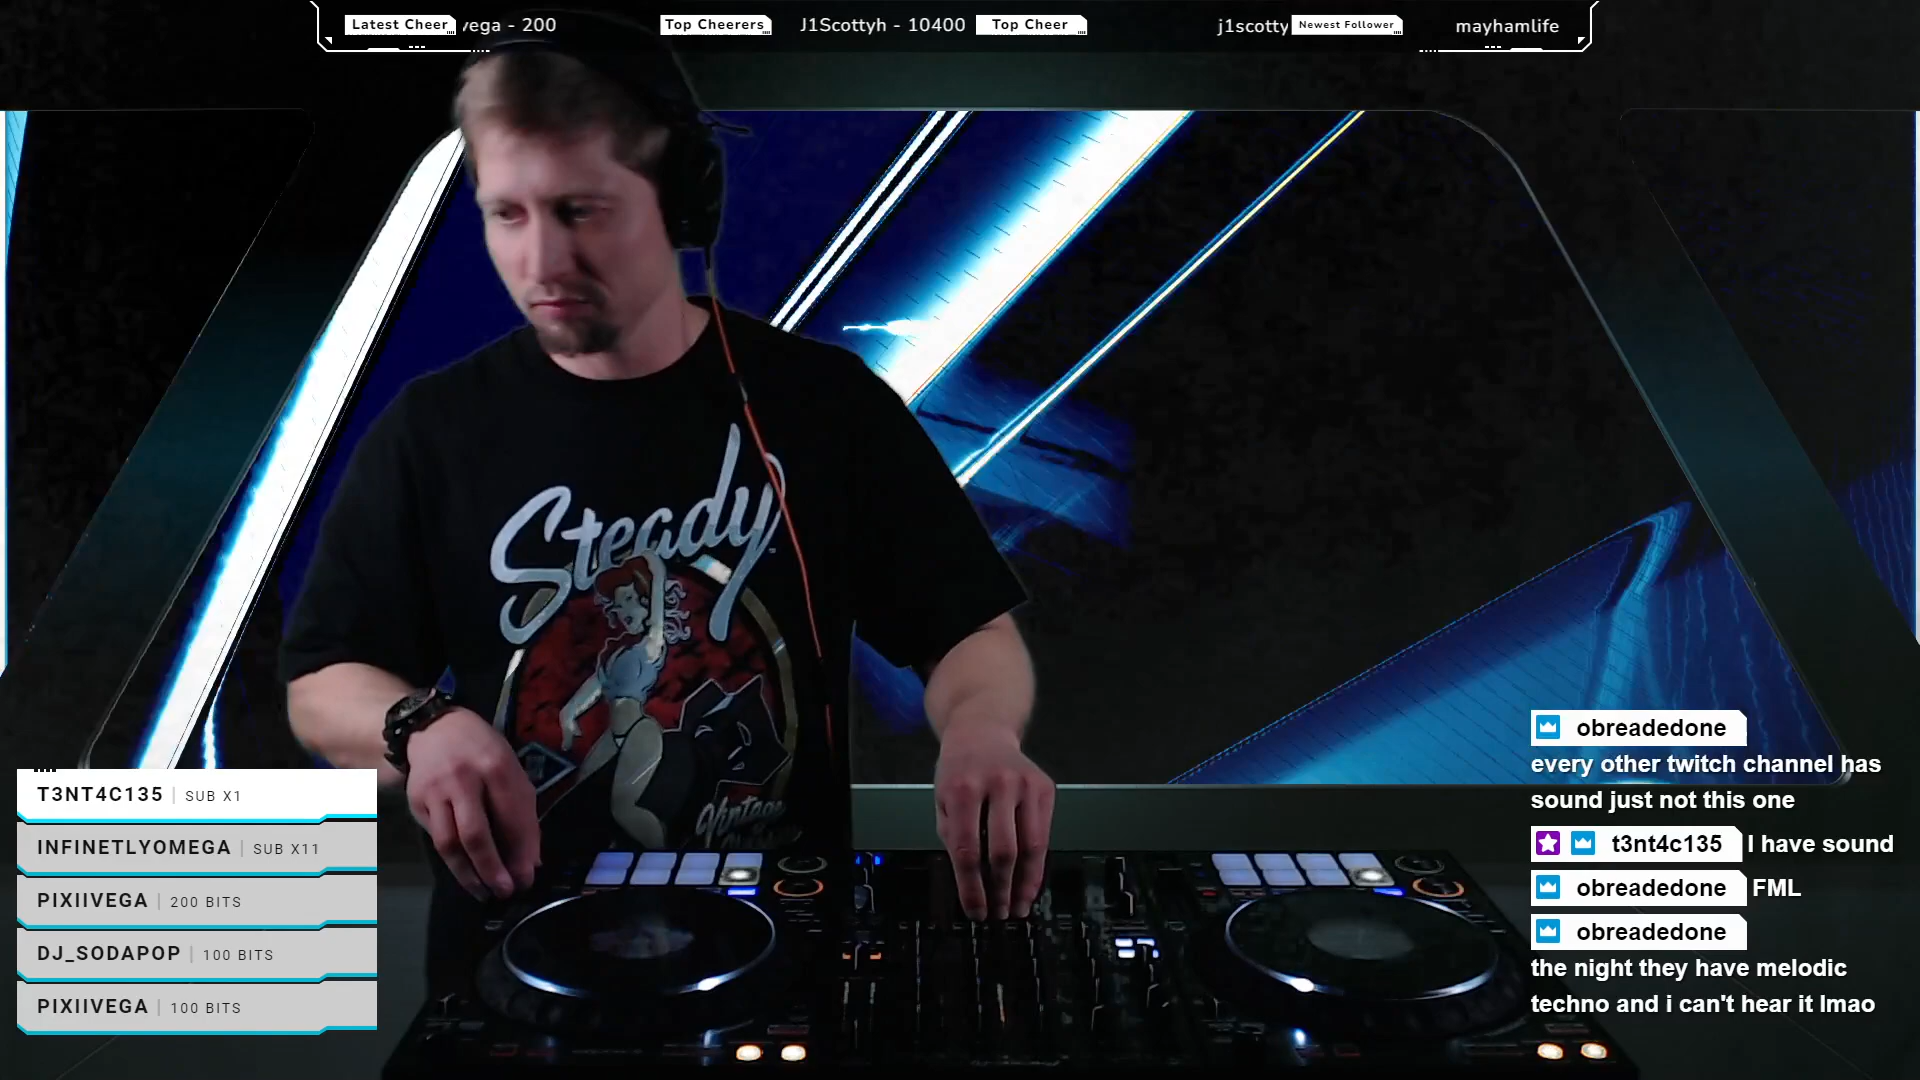 Latest Cheer vega - 200 Top Cheerers J1Scottyh - 10400 Top Cheer j1scotty Newest Follower mayhamlife
Steady
Vintage
T3NT4C135 | SUB X1
INFINETLYOMEGA | SUB X11
PIXIIVEGA | 200 BITS
DJ_SODAPOP | 100 BITS
PIXIIVEGA | 100 BITS
obreadedone
every other twitch channel has
sound just not this one
t3nt4c135 I have sound
obreadedone FML
obreadedone
the night they have melodic
techno and i can't hear it lmao